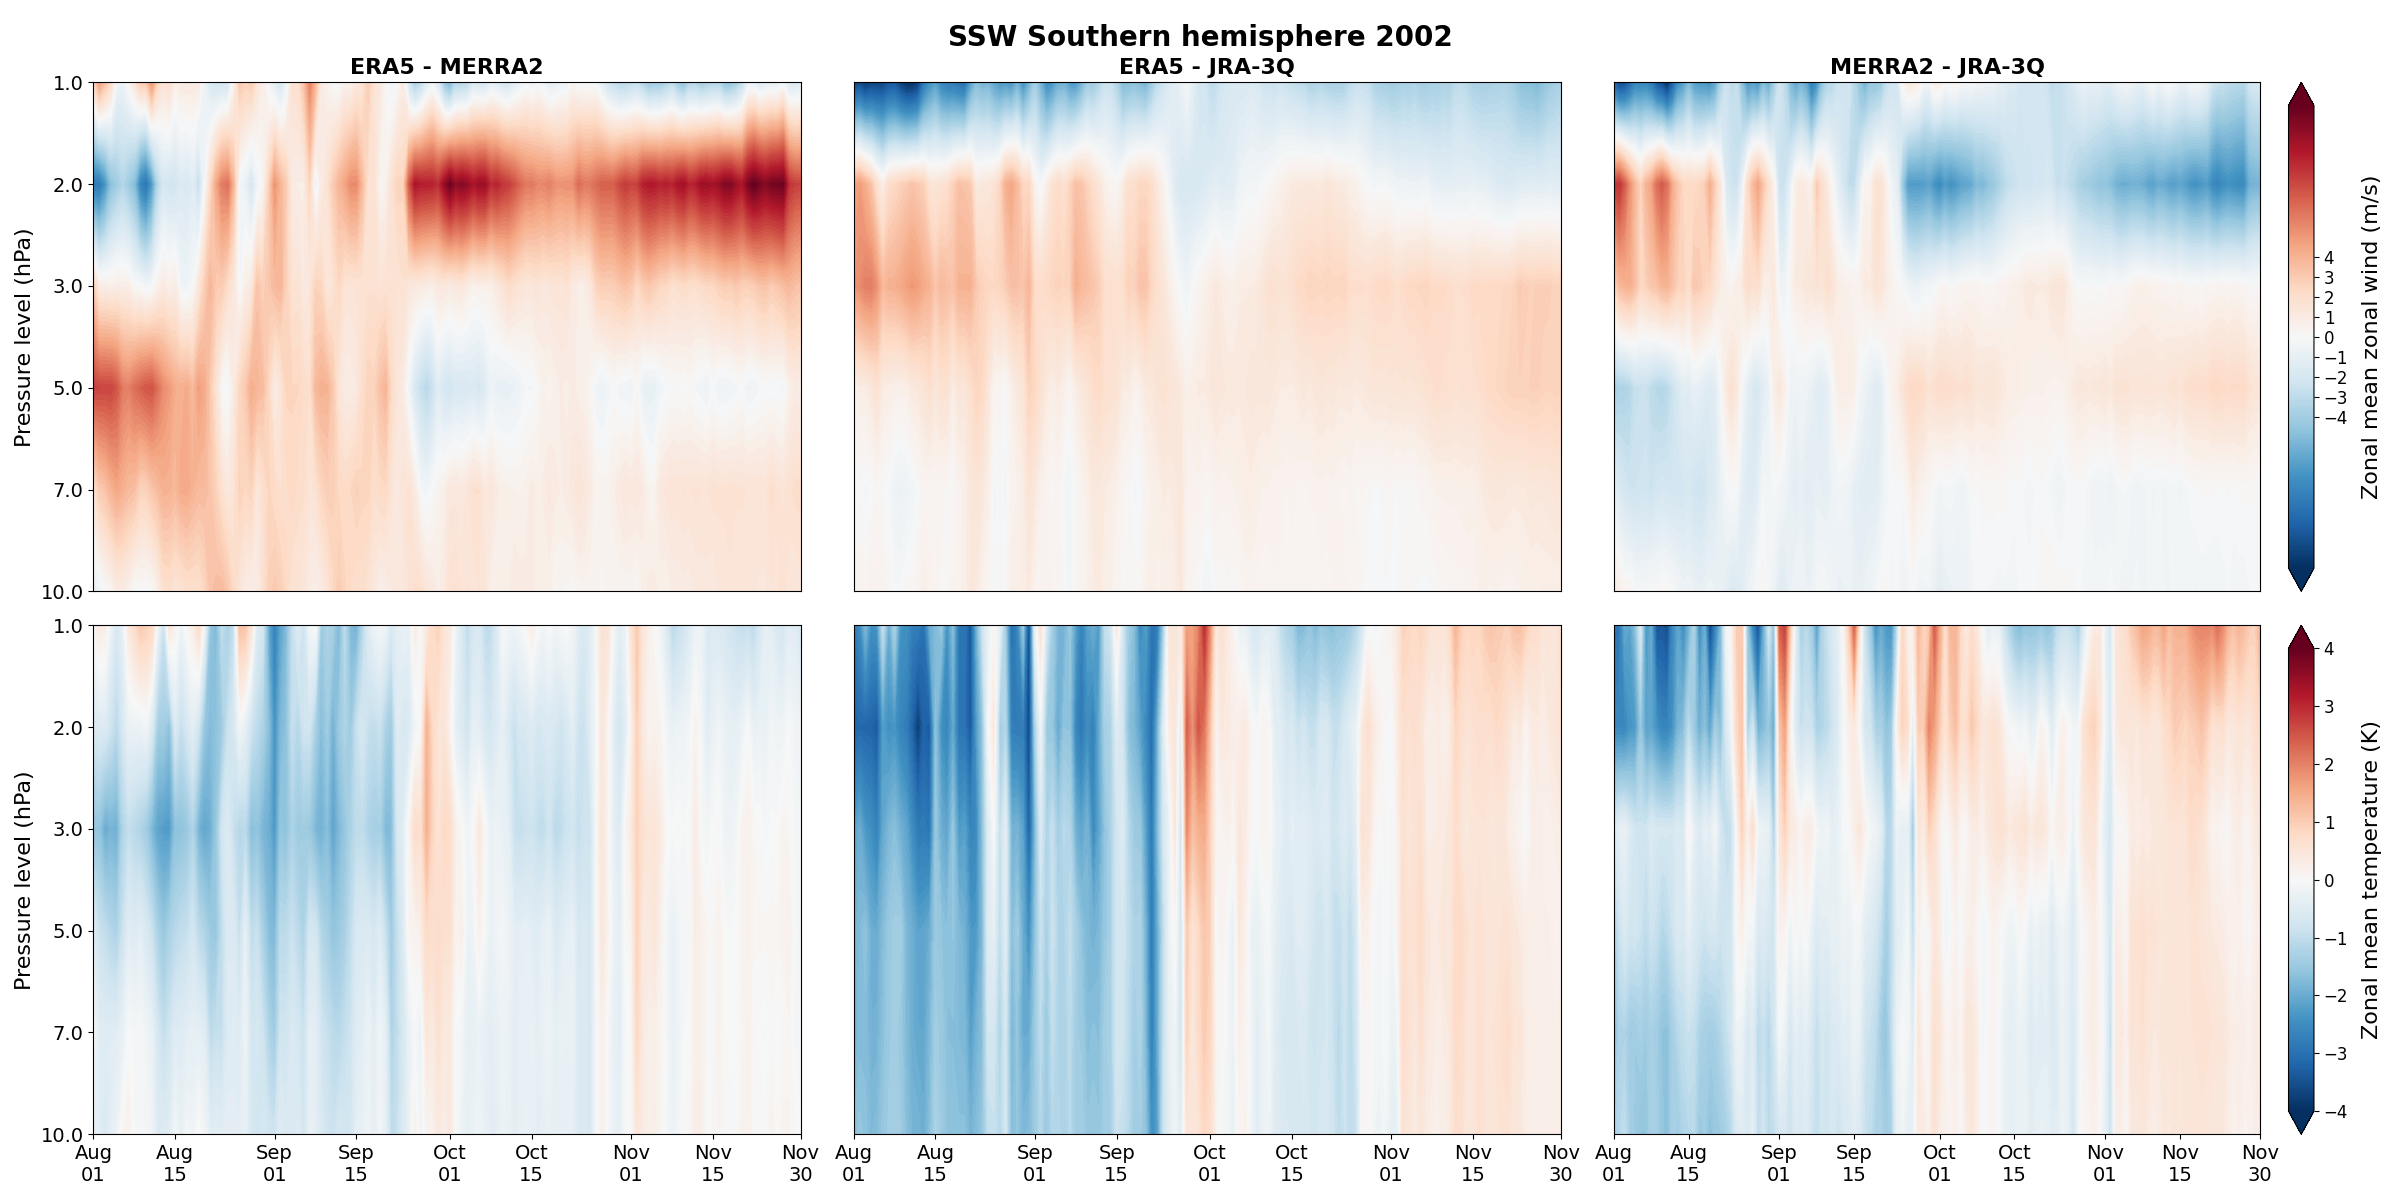 SSW Southern hemisphere 2002
ERA5 - MERRA2
ERA5 - JRA-3Q
MERRA2 - JRA-3Q
Pressure level (hPa)
1.0
2.0
3.0
5.0
7.0
10.0
4
3
2
1
0
−1
−2
−3
−4
Zonal mean zonal wind (m/s)
Pressure level (hPa)
1.0
2.0
3.0
5.0
7.0
10.0
Aug Aug Sep Sep Oct Oct Nov Nov Nov
01 15 01 15 01 15 01 15 30
Aug Aug Sep Sep Oct Oct Nov Nov Nov
01 15 01 15 01 15 01 15 30
Aug Aug Sep Sep Oct Oct Nov Nov Nov
01 15 01 15 01 15 01 15 30
4
3
2
1
0
−1
−2
−3
−4
Zonal mean temperature (K)